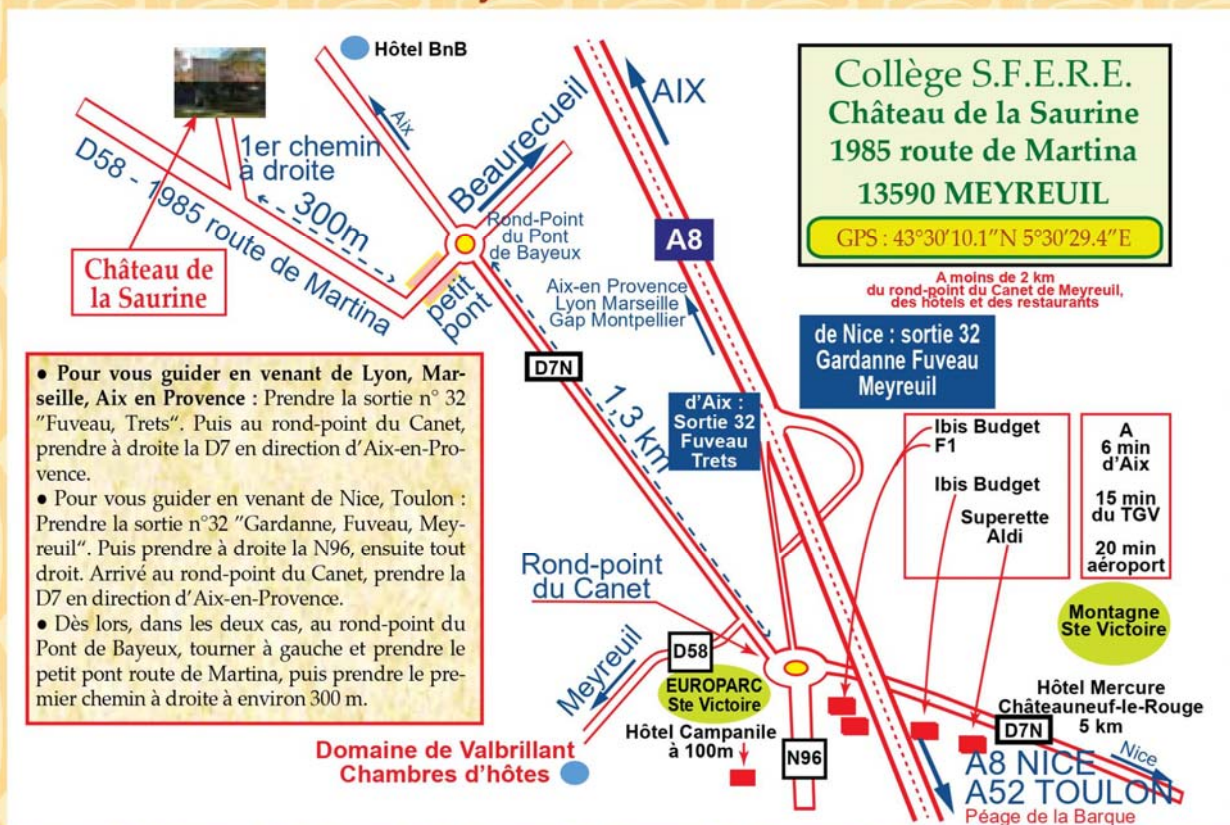 Hôtel BnB
Aix
1er chemin
à droite
D58 - 1985 route de Martina
300m
Château de
la Saurine
Beaurecueil
Rond-Point
du Pont
de Bayeux
petit
pont
AIX
A8
Aix-en Provence
Lyon Marseille
Gap Montpellier
Collège S.F.E.R.E.
Château de la Saurine
1985 route de Martina
13590 MEYREUIL
GPS : 43°30'10.1"N 5°30'29.4"E
A moins de 2 km
du rond-point du Canet de Meyreuil,
des hôtels et des restaurants
de Nice : sortie 32
Gardanne Fuveau
Meyreuil
D7N
1,3 km
d'Aix :
Sortie 32
Fuveau
Trets
• Pour vous guider en venant de Lyon, Mar-
seille, Aix en Provence : Prendre la sortie n° 32
"Fuveau, Trets". Puis au rond-point du Canet,
prendre à droite la D7 en direction d'Aix-en-Pro-
vence.
• Pour vous guider en venant de Nice, Toulon :
Prendre la sortie n°32 "Gardanne, Fuveau, Mey-
reuil". Puis prendre à droite la N96, ensuite tout
droit. Arrivé au rond-point du Canet, prendre la
D7 en direction d'Aix-en-Provence.
• Dès lors, dans les deux cas, au rond-point du
Pont de Bayeux, tourner à gauche et prendre le
petit pont route de Martina, puis prendre le pre-
mier chemin à droite à environ 300 m.
Ibis Budget
F1
Ibis Budget
Superette
Aldi
A
6 min
d'Aix
15 min
du TGV
20 min
aéroport
Rond-point
du Canet
Montagne
Ste Victoire
Meyreuil
D58
EUROPARC
Ste Victoire
Hôtel Campanile
à 100m
N96
Hôtel Mercure
Châteauneuf-le-Rouge
5 km
D7N
Nice
Domaine de Valbrillant
Chambres d'hôtes
A8 NICE
A52 TOULON
Péage de la Barque